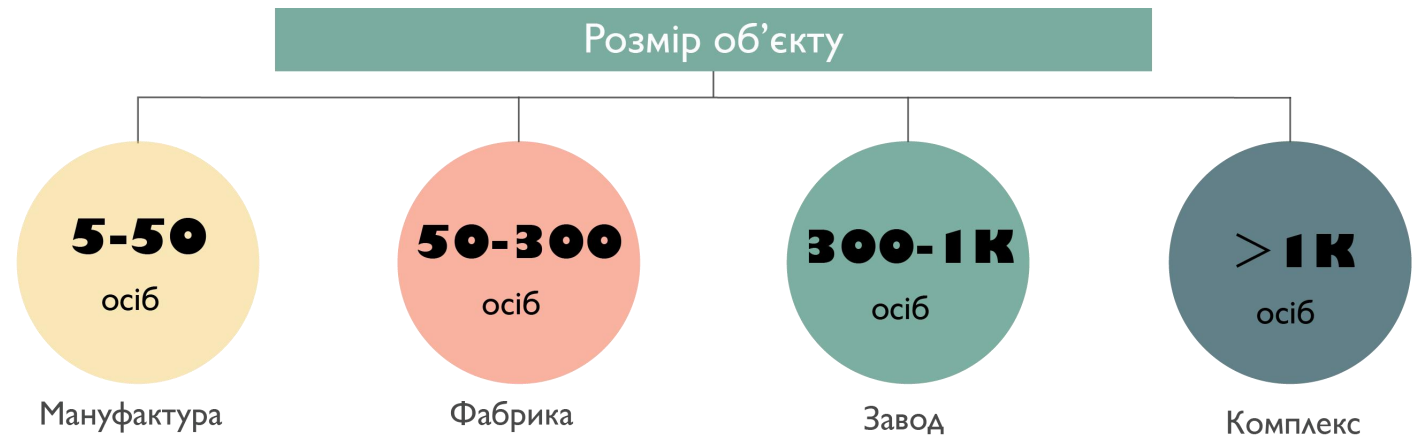 Розмір об’єкту
5-50
осіб
Мануфактура
50-300
осіб
Фабрика
300-1К
осіб
Завод
>1К
осіб
Комплекс